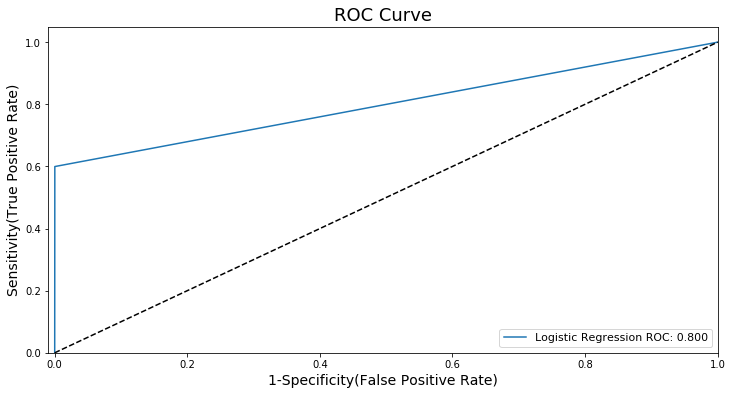 ROC Curve
1.0
0.8
0.6
0.4
0.2
0.0
Sensitivity(True Positive Rate)
Logistic Regression ROC: 0.800
0.0 0.2 0.4 0.6 0.8 1.0
1-Specificity(False Positive Rate)